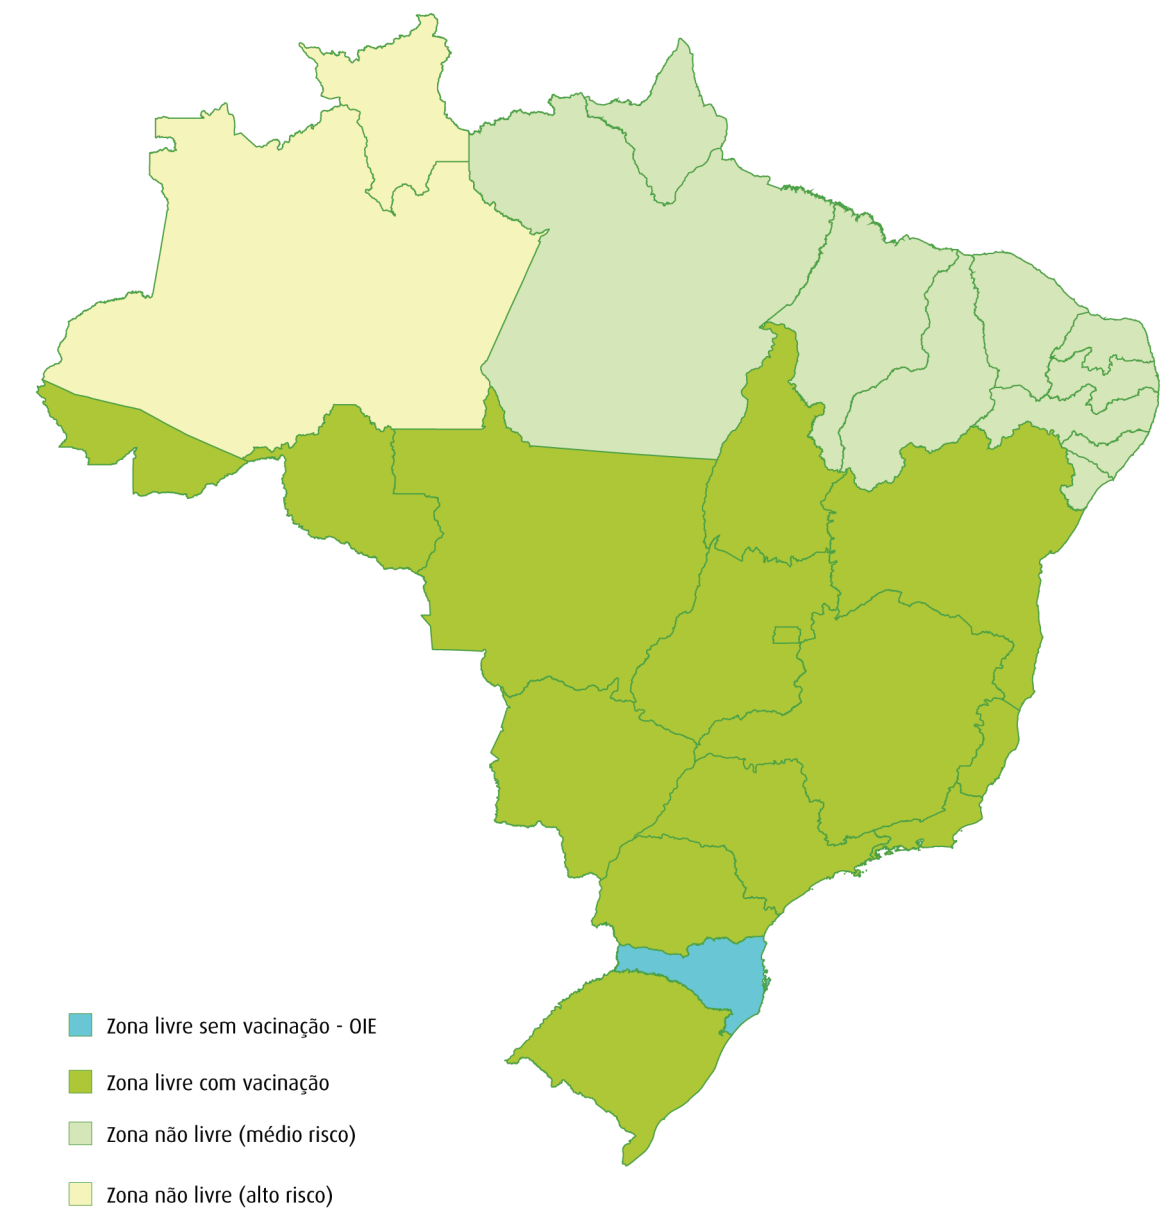 Zona livre sem vacinação - OIE
Zona livre com vacinação
Zona não livre (médio risco)
Zona não livre (alto risco)